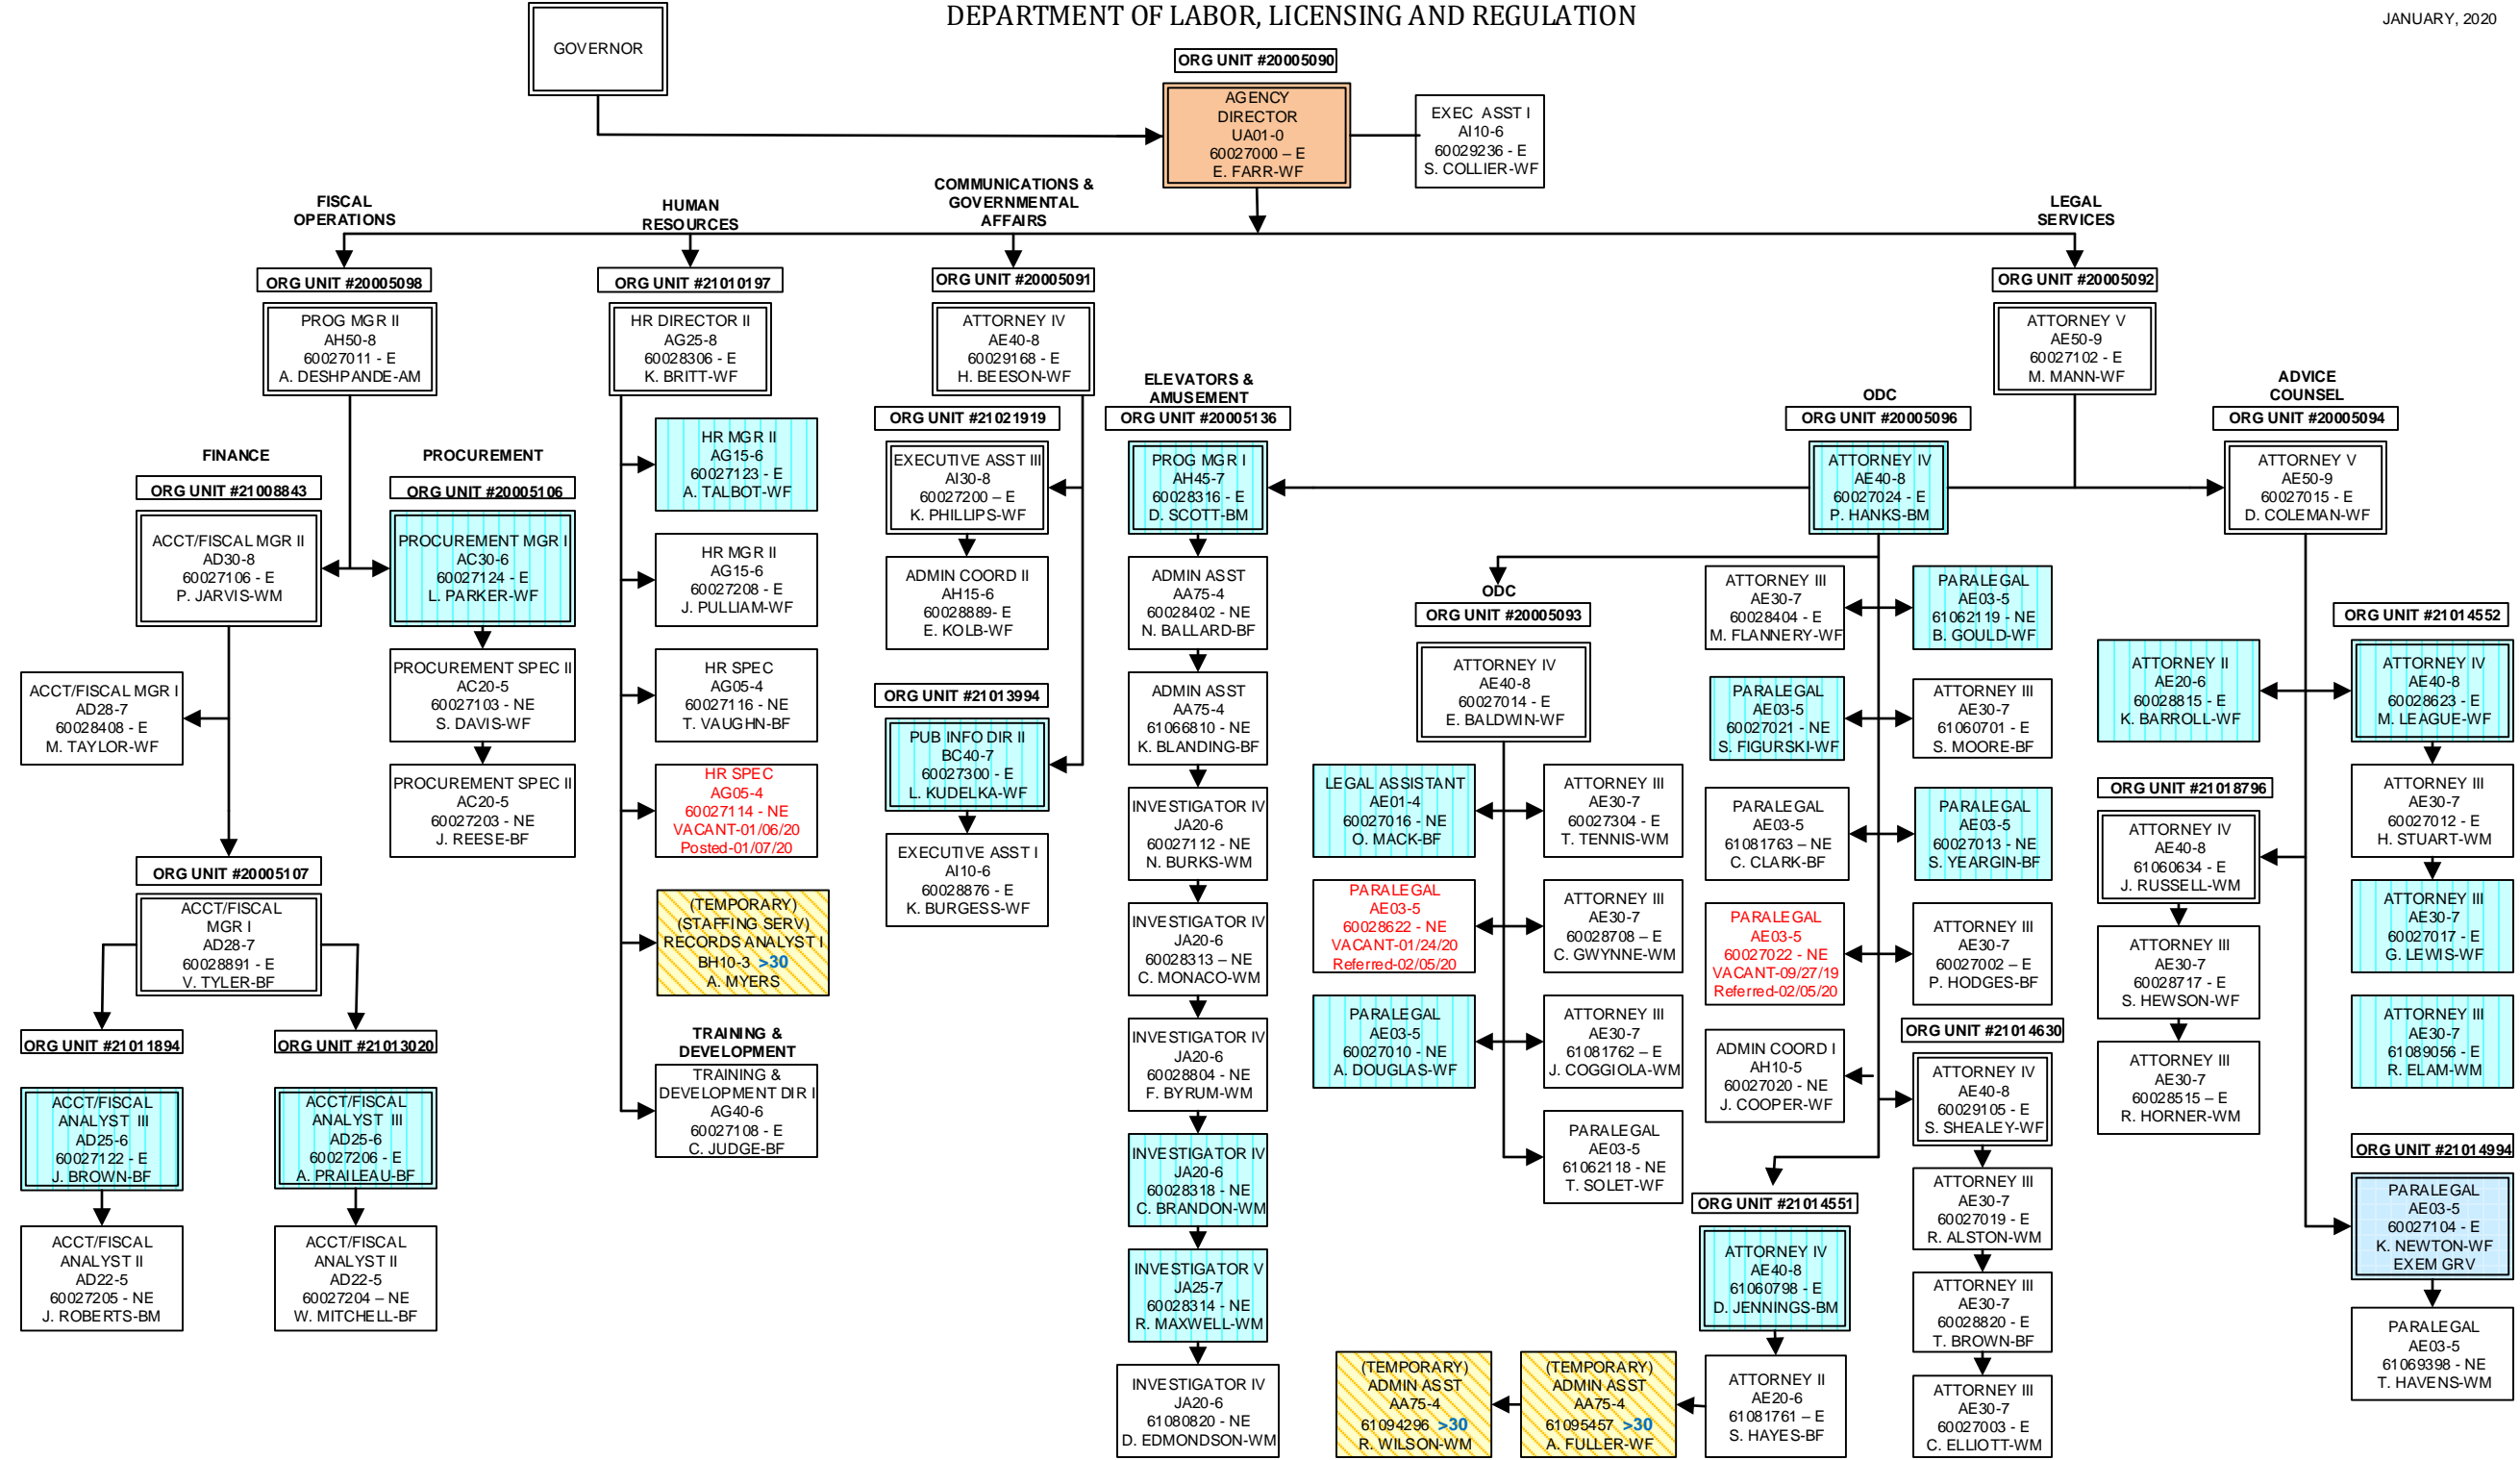 DEPARTMENT OF LABOR, LICENSING AND REGULATION
JANUARY, 2020
GOVERNOR
ORG UNIT #20005090
AGENCY
DIRECTOR
UA01-0
60027000 – E
E. FARR-WF
EXEC ASST I
AI10-6
60029236 - E
S. COLLIER-WF
FISCAL
OPERATIONS
HUMAN
RESOURCES
COMMUNICATIONS &
GOVERNMENTAL
AFFAIRS
LEGAL
SERVICES
ORG UNIT #20005098
PROG MGR II
AH50-8
60027011 - E
A. DESHPANDE-AM
FINANCE
ORG UNIT #21008843
ACCT/FISCAL MGR II
AD30-8
60027106 - E
P. JARVIS-WM
ACCT/FISCAL MGR I
AD28-7
60028408 - E
M. TAYLOR-WF
ORG UNIT #20005107
ACCT/FISCAL
MGR I
AD28-7
60028891 - E
V. TYLER-BF
ORG UNIT #21011894
ACCT/FISCAL
ANALYST III
AD25-6
60027122 - E
J. BROWN-BF
ACCT/FISCAL
ANALYST II
AD22-5
60027205 - NE
J. ROBERTS-BM
ORG UNIT #21013020
ACCT/FISCAL
ANALYST III
AD25-6
60027206 - E
A. PRAILEAU-BF
ACCT/FISCAL
ANALYST II
AD22-5
60027204 – NE
W. MITCHELL-BF
PROCUREMENT
ORG UNIT #20005106
PROCUREMENT MGR I
AC30-6
60027124 - E
L. PARKER-WF
PROCUREMENT SPEC II
AC20-5
60027103 - NE
S. DAVIS-WF
PROCUREMENT SPEC II
AC20-5
60027203 - NE
J. REESE-BF
ORG UNIT #21010197
HR DIRECTOR II
AG25-8
60028306 - E
K. BRITT-WF
HR MGR II
AG15-6
60027123 - E
A. TALBOT-WF
HR MGR II
AG15-6
60027208 - E
J. PULLIAM-WF
HR SPEC
AG05-4
60027116 - NE
T. VAUGHN-BF
HR SPEC
AG05-4
60027114 - NE
VACANT-01/06/20
Posted-01/07/20
(TEMPORARY)
(STAFFING SERV)
RECORDS ANALYST I
BH10-3 >30
A. MYERS
TRAINING &
DEVELOPMENT
TRAINING &
DEVELOPMENT DIR I
AG40-6
60027108 - E
C. JUDGE-BF
ORG UNIT #20005091
ATTORNEY IV
AE40-8
60029168 - E
H. BEESON-WF
ORG UNIT #21021919
EXECUTIVE ASST III
AI30-8
60027200 – E
K. PHILLIPS-WF
ADMIN COORD II
AH15-6
60028889- E
E. KOLB-WF
ORG UNIT #21013994
PUB INFO DIR II
BC40-7
60027300 - E
L. KUDELKA-WF
EXECUTIVE ASST I
AI10-6
60028876 - E
K. BURGESS-WF
ELEVATORS &
AMUSEMENT
ORG UNIT #20005136
PROG MGR I
AH45-7
60028316 - E
D. SCOTT-BM
ADMIN ASST
AA75-4
60028402 - NE
N. BALLARD-BF
ADMIN ASST
AA75-4
61066810 - NE
K. BLANDING-BF
INVESTIGATOR IV
JA20-6
60027112 - NE
N. BURKS-WM
INVESTIGATOR IV
JA20-6
60028313 – NE
C. MONACO-WM
INVESTIGATOR IV
JA20-6
60028804 - NE
F. BYRUM-WM
INVESTIGATOR IV
JA20-6
60028318 - NE
C. BRANDON-WM
INVESTIGATOR V
JA25-7
60028314 - NE
R. MAXWELL-WM
INVESTIGATOR IV
JA20-6
61080820 - NE
D. EDMONDSON-WM
ORG UNIT #20005092
ATTORNEY V
AE50-9
60027102 - E
M. MANN-WF
ODC
ORG UNIT #20005096
ATTORNEY IV
AE40-8
60027024 - E
P. HANKS-BM
ODC
ORG UNIT #20005093
ATTORNEY IV
AE40-8
60027014 - E
E. BALDWIN-WF
LEGAL ASSISTANT
AE01-4
60027016 - NE
O. MACK-BF
ATTORNEY III
AE30-7
60027304 – E
T. TENNIS-WM
PARALEGAL
AE03-5
60028622 - NE
VACANT-01/24/20
Referred-02/05/20
ATTORNEY III
AE30-7
60028708 – E
C. GWYNNE-WM
PARALEGAL
AE03-5
60027010 - NE
A. DOUGLAS-WF
ATTORNEY III
AE30-7
61081762 – E
J. COGGIOLA-WM
PARALEGAL
AE03-5
61062118 - NE
T. SOLET-WF
ATTORNEY III
AE30-7
60028404 – E
M. FLANNERY-WF
PARALEGAL
AE03-5
61062119 - NE
B. GOULD-WF
PARALEGAL
AE03-5
60027021 - NE
S. FIGURSKI-WF
ATTORNEY III
AE30-7
61060701 - E
S. MOORE-BF
PARALEGAL
AE03-5
61081763 – NE
C. CLARK-BF
PARALEGAL
AE03-5
60027013 - NE
S. YEARGIN-BF
PARALEGAL
AE03-5
60027022 - NE
VACANT-09/27/19
Referred-02/05/20
ATTORNEY III
AE30-7
60027002 – E
P. HODGES-BF
ADMIN COORD I
AH10-5
60027020 - NE
J. COOPER-WF
ORG UNIT #21014630
ATTORNEY IV
AE40-8
60029105 - E
S. SHEALEY-WF
ATTORNEY III
AE30-7
60027019 - E
R. ALSTON-WM
ATTORNEY III
AE30-7
60028820 - E
T. BROWN-BF
ATTORNEY III
AE30-7
60027003 - E
C. ELLIOTT-WM
ORG UNIT #21014551
ATTORNEY IV
AE40-8
61060798 - E
D. JENNINGS-BM
ATTORNEY II
AE20-6
61081761 – E
S. HAYES-BF
(TEMPORARY)
ADMIN ASST
AA75-4
61095457 >30
A. FULLER-WF
(TEMPORARY)
ADMIN ASST
AA75-4
61094296 >30
R. WILSON-WM
ADVICE
COUNSEL
ORG UNIT #20005094
ATTORNEY V
AE50-9
60027015 - E
D. COLEMAN-WF
ATTORNEY II
AE20-6
60028815 - E
K. BARROLL-WF
ORG UNIT #21018796
ATTORNEY IV
AE40-8
61060634 - E
J. RUSSELL-WM
ATTORNEY III
AE30-7
60028717 – E
S. HEWSON-WF
ATTORNEY III
AE30-7
60028515 – E
R. HORNER-WM
ORG UNIT #21014552
ATTORNEY IV
AE40-8
60028623 - E
M. LEAGUE-WF
ATTORNEY III
AE30-7
60027012 - E
H. STUART-WM
ATTORNEY III
AE30-7
60027017 - E
G. LEWIS-WF
ATTORNEY III
AE30-7
61089056 - E
R. ELAM-WM
ORG UNIT #21014994
PARALEGAL
AE03-5
60027104 - E
K. NEWTON-WF
EXEM GRV
PARALEGAL
AE03-5
61069398 - NE
T. HAVENS-WM